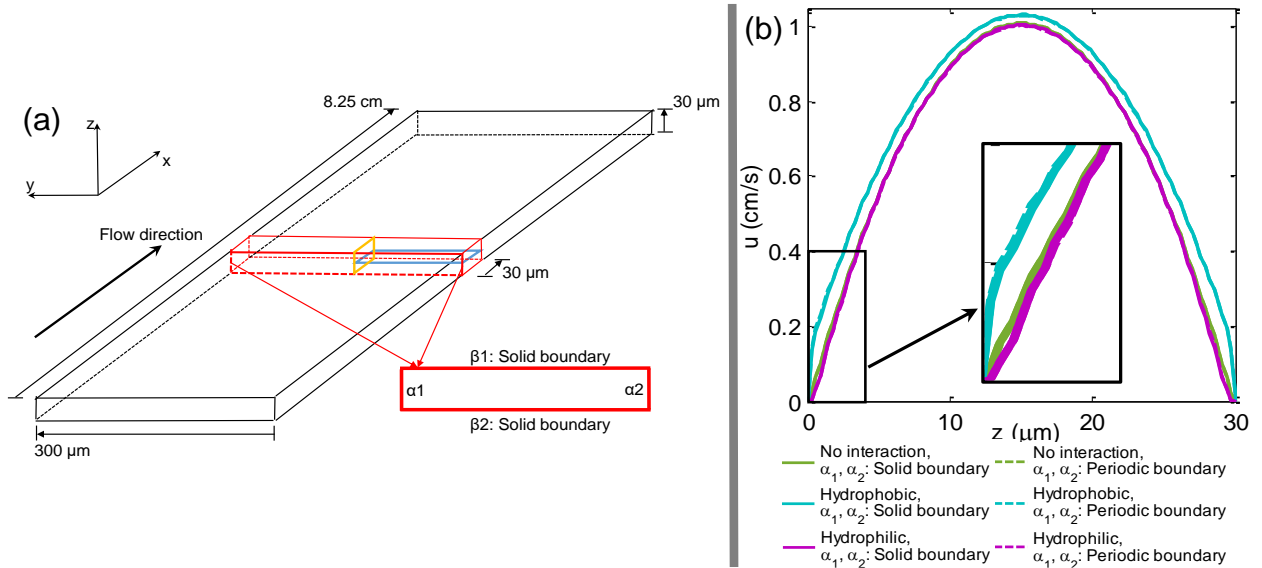 (a)
8.25 cm
30 µm
z
x
y
Flow direction
30 µm
β1: Solid boundary
α1
α2
β2: Solid boundary
300 µm
(b)
1
0.8
0.6
0.4
0.2
0
u (cm/s)
0
10
20
30
z (µm)
No interaction,
α₁, α₂: Solid boundary
No interaction,
α₁, α₂: Periodic boundary
Hydrophobic,
α₁, α₂: Solid boundary
Hydrophobic,
α₁, α₂: Periodic boundary
Hydrophilic,
α₁, α₂: Solid boundary
Hydrophilic,
α₁, α₂: Periodic boundary